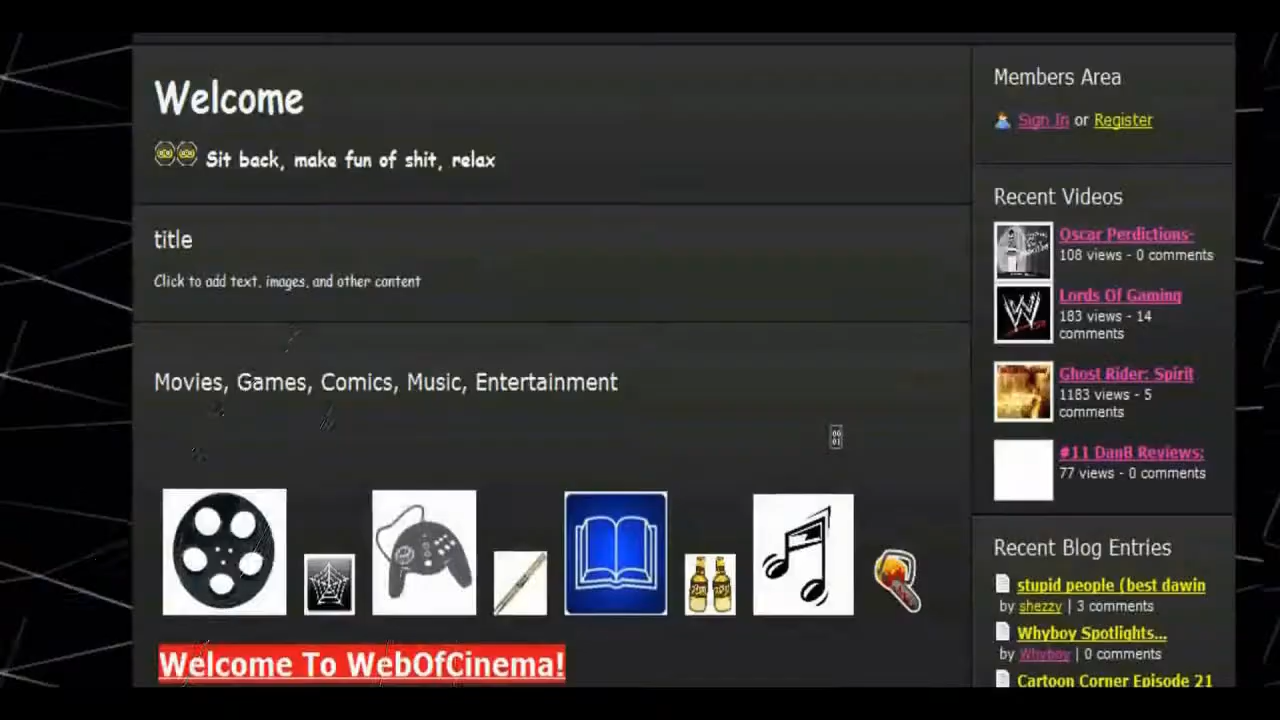 Welcome
Sit back, make fun of shit, relax
title
Click to add text, images, and other content
Movies, Games, Comics, Music, Entertainment
Welcome To WebOfCinema!
Members Area
Sign In or Register
Recent Videos
Oscar Perdictions-
108 views - 0 comments
Lords Of Gaming
183 views - 14
comments
Ghost Rider: Spirit
1183 views - 5
comments
#11 DanB Reviews:
77 views - 0 comments
Recent Blog Entries
stupid people (best dawin
by shezzy | 3 comments
Whyboy Spotlights...
by Whyboy | 0 comments
Cartoon Corner Episode 21